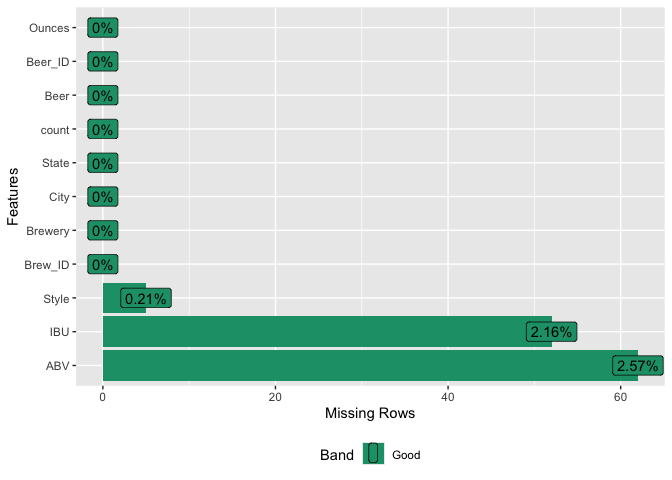 Features
Ounces 0%
Beer_ID 0%
Beer 0%
count 0%
State 0%
City 0%
Brewery 0%
Brew_ID 0%
Style 0.21%
IBU 2.16%
ABV 2.57%
0 20 40 60
Missing Rows
Band Good